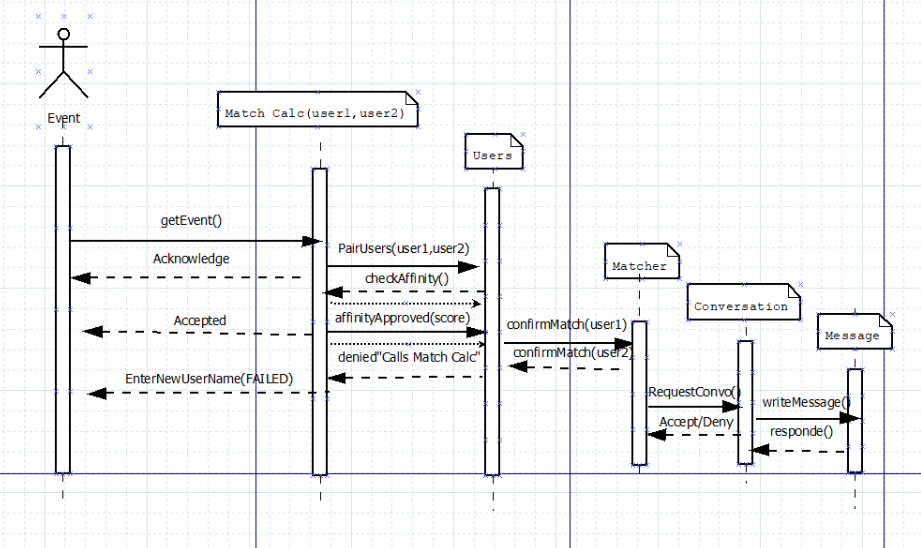 Event
Match Calc(user1,user2)
Users
getEvent()
Acknowledge
PairUsers(user1,user2)
checkAffinity()
Matcher
Conversation
Accepted
affinityApproved(score)
confirmMatch(user1)
Message
denied"Calls Match Calc"
confirmMatch(user2)
EnterNewUserName(FAILED)
RequestConvo()
writeMessage()
Accept/Deny
responde()